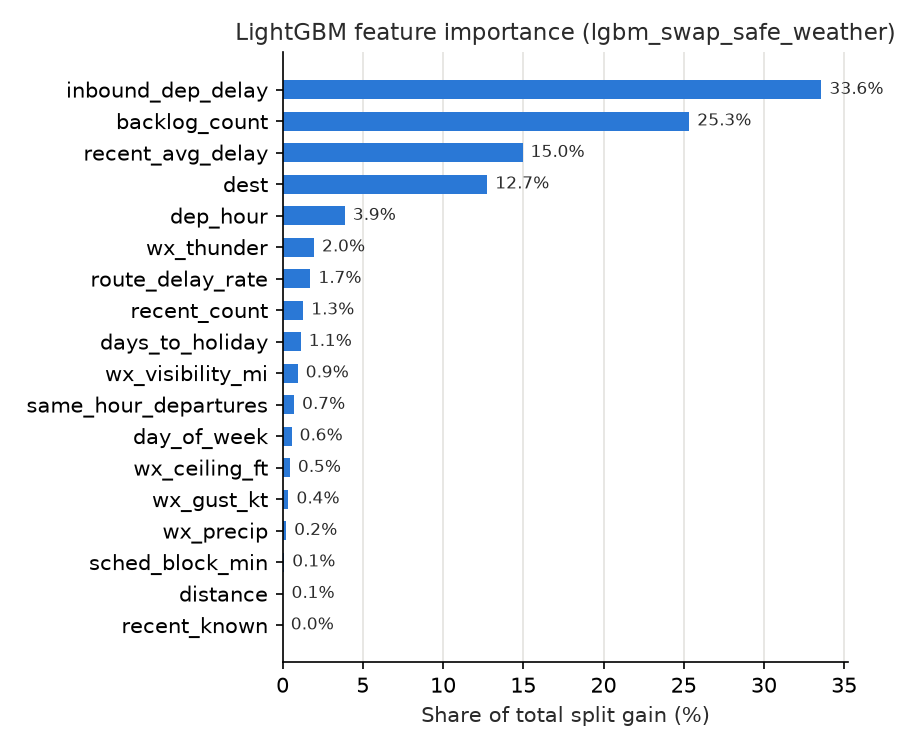 LightGBM feature importance (lgbm_swap_safe_weather)
inbound_dep_delay 33.6%
backlog_count 25.3%
recent_avg_delay 15.0%
dest 12.7%
dep_hour 3.9%
wx_thunder 2.0%
route_delay_rate 1.7%
recent_count 1.3%
days_to_holiday 1.1%
wx_visibility_mi 0.9%
same_hour_departures 0.7%
day_of_week 0.6%
wx_ceiling_ft 0.5%
wx_gust_kt 0.4%
wx_precip 0.2%
sched_block_min 0.1%
distance 0.1%
recent_known 0.0%
0 5 10 15 20 25 30 35
Share of total split gain (%)